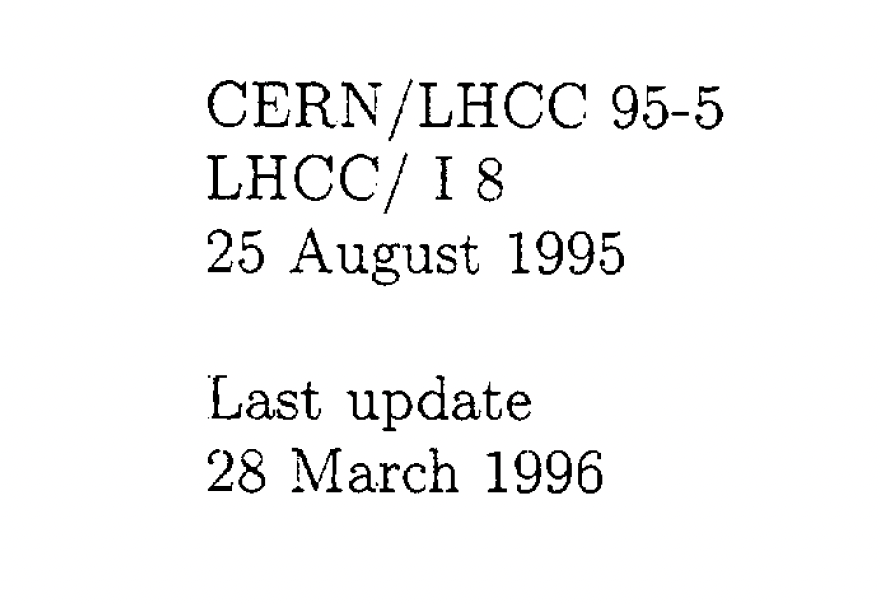 CERN/LHCC 95-5
LHCC/ I 8
25 August 1995
Last update
28 March 1996